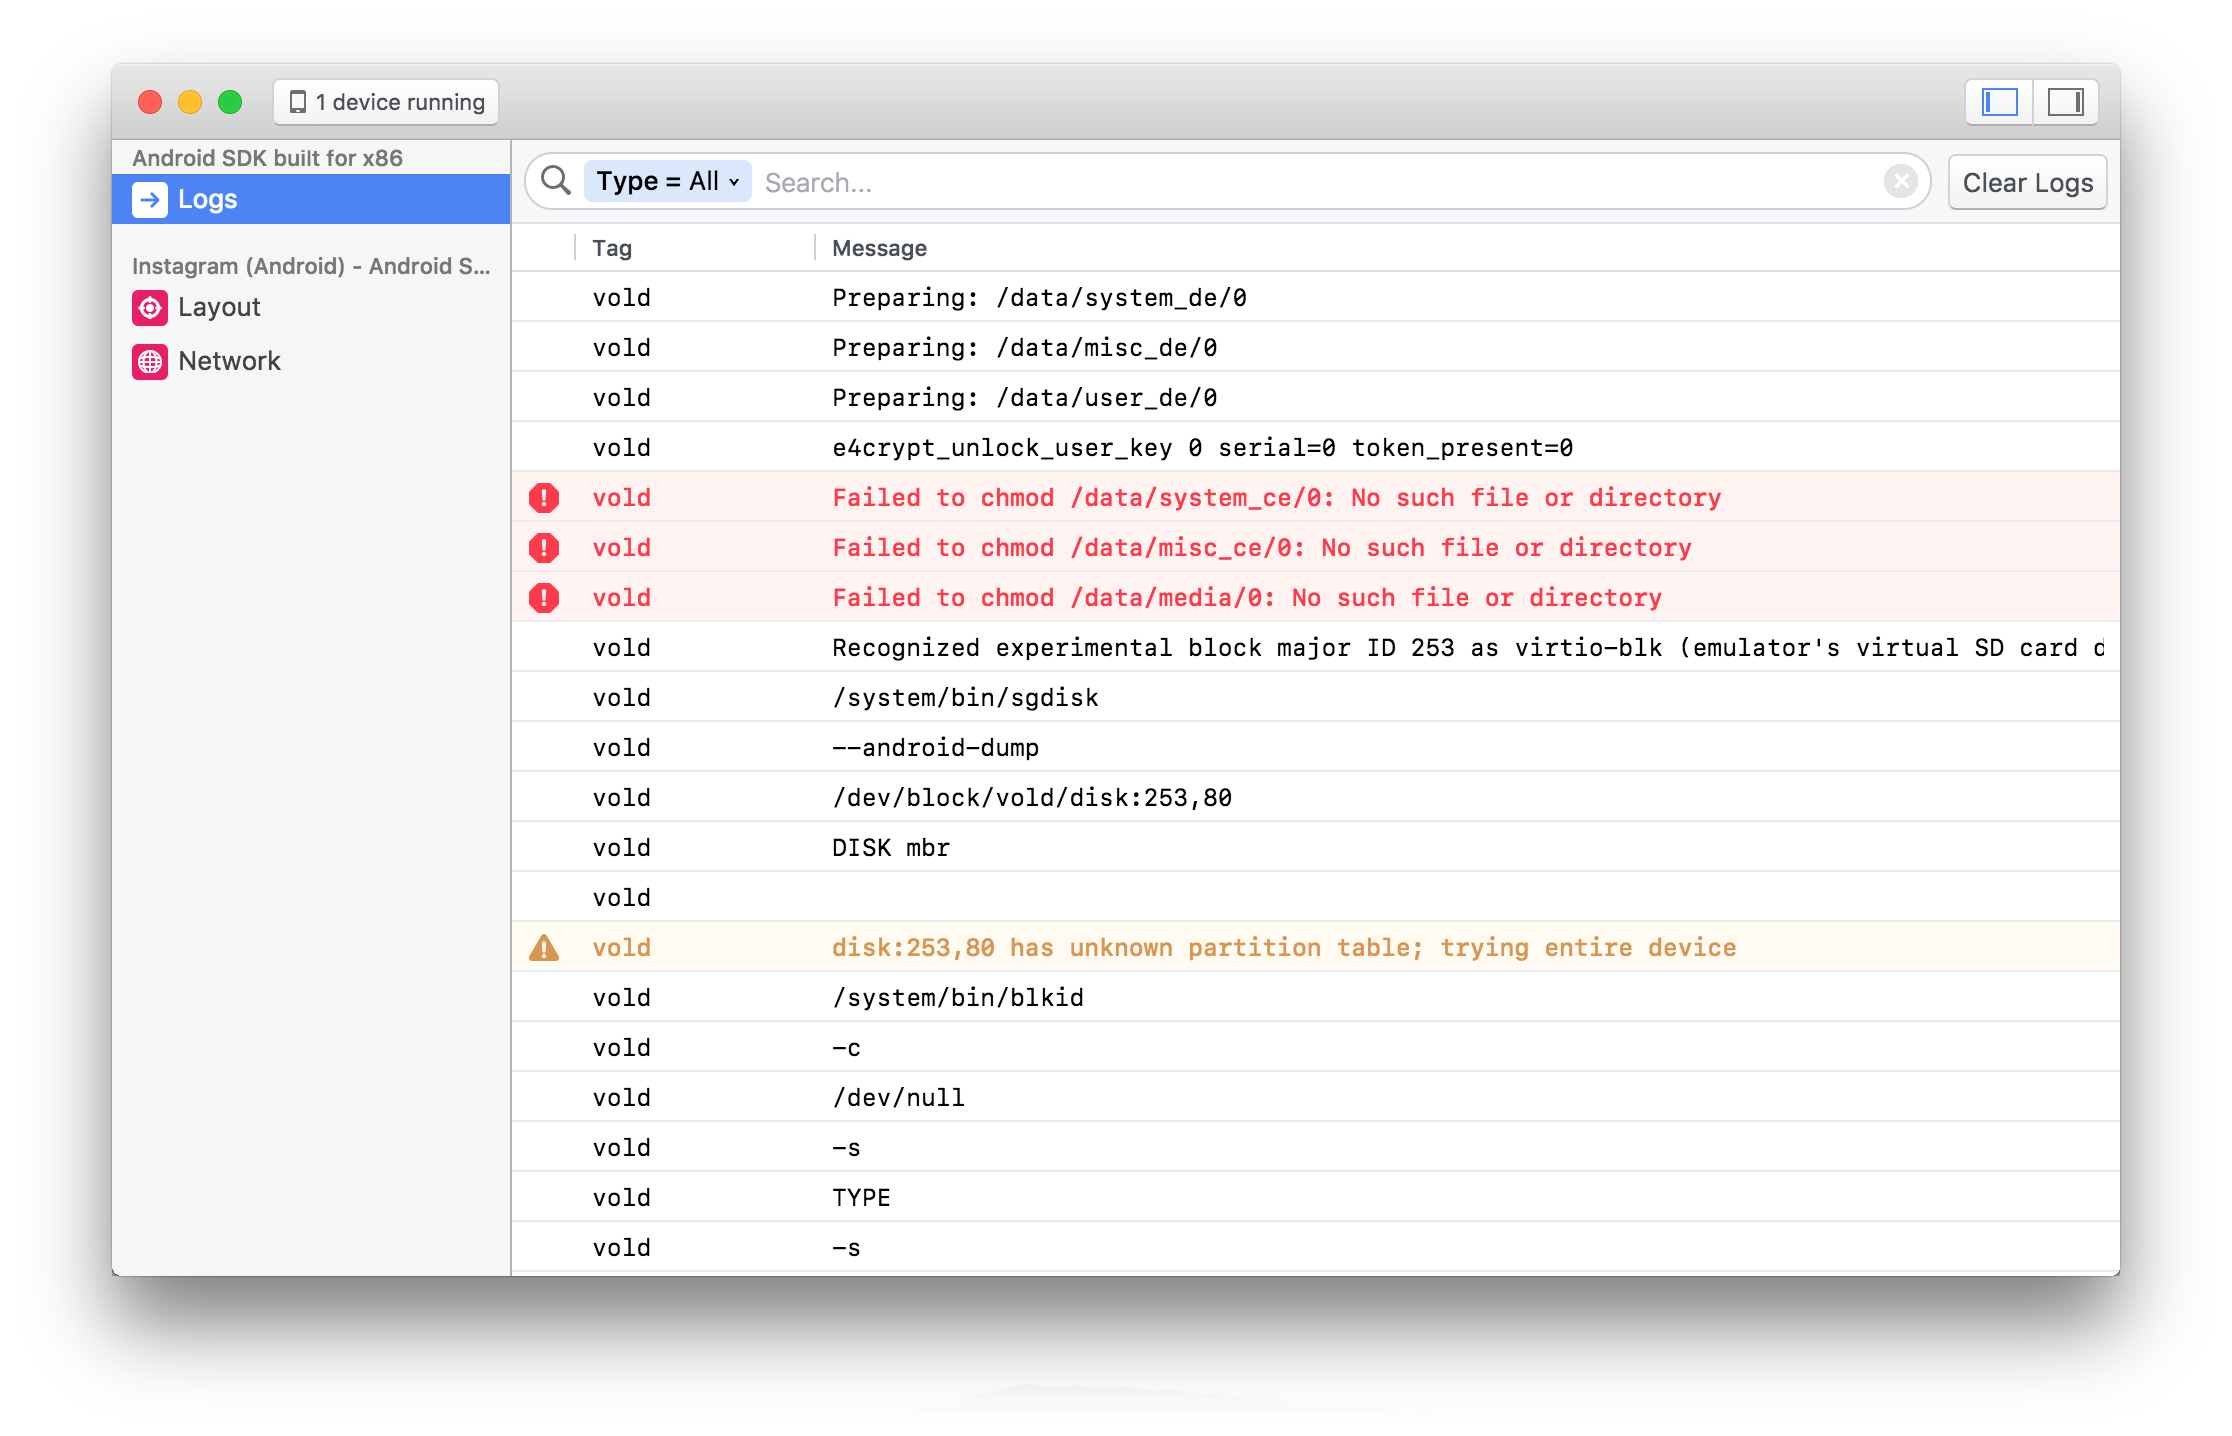 1 device running
Android SDK built for x86
Logs
Instagram (Android) - Android S...
Layout
Network
Type = All Search... Clear Logs
Tag Message
vold Preparing: /data/system_de/0
vold Preparing: /data/misc_de/0
vold Preparing: /data/user_de/0
vold e4crypt_unlock_user_key 0 serial=0 token_present=0
vold Failed to chmod /data/system_ce/0: No such file or directory
vold Failed to chmod /data/misc_ce/0: No such file or directory
vold Failed to chmod /data/media/0: No such file or directory
vold Recognized experimental block major ID 253 as virtio-blk (emulator's virtual SD card d
vold /system/bin/sgdisk
vold --android-dump
vold /dev/block/vold/disk:253,80
vold DISK mbr
vold
vold disk:253,80 has unknown partition table; trying entire device
vold /system/bin/blkid
vold -c
vold /dev/null
vold -s
vold TYPE
vold -s